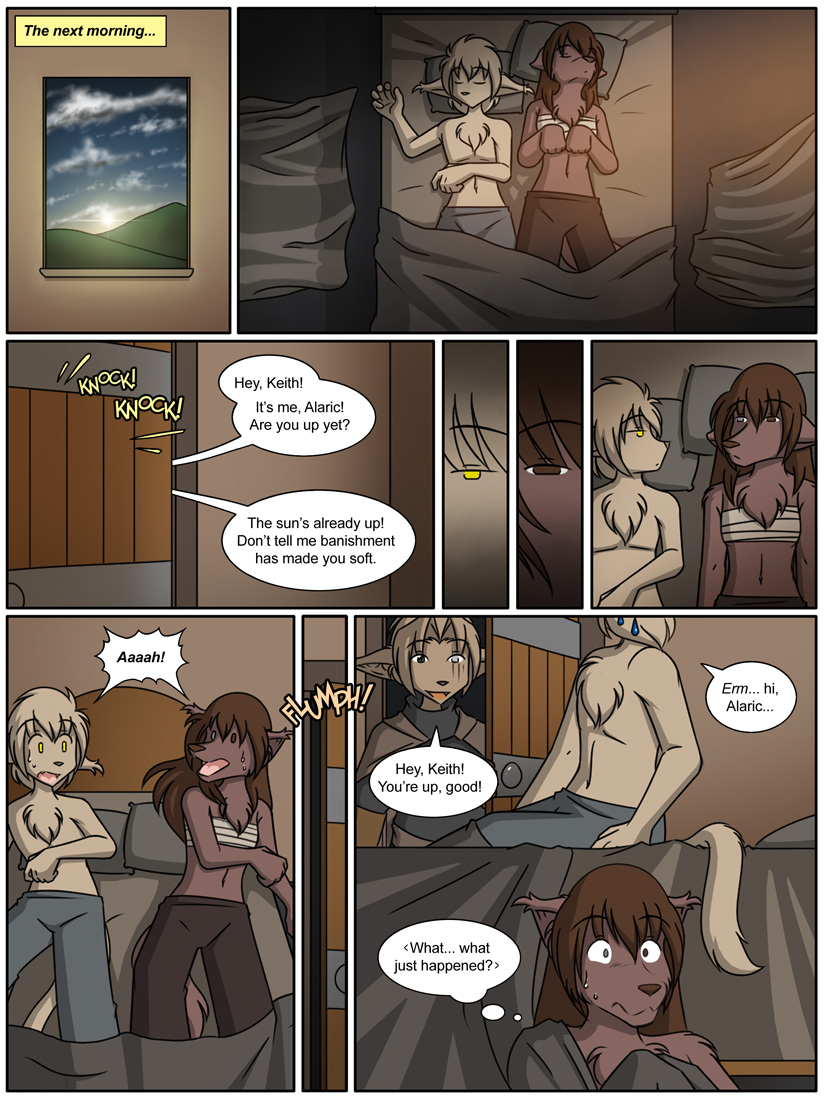 The next morning...
KNOCK!
KNOCK!
Hey, Keith!
It's me, Alaric!
Are you up yet?
The sun's already up!
Don't tell me banishment
has made you soft.
Aaaah!
FLUMPH!
Hey, Keith!
You're up, good!
Erm... hi,
Alaric...
‹What... what
just happened?›